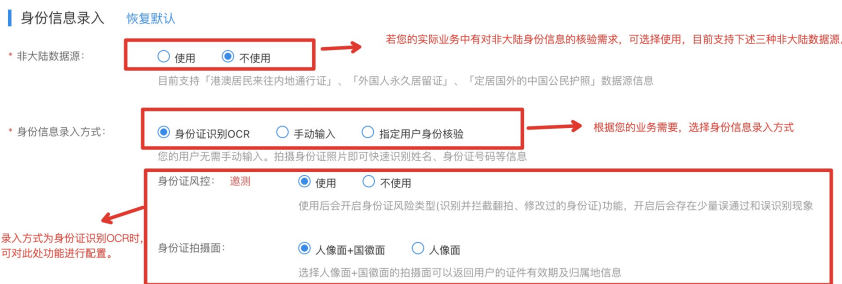 身份信息录入 恢复默认
* 非大陆数据源： 使用 不使用
若您的实际业务中有对非大陆身份信息的核验需求，可选择使用，目前支持下述三种非大陆数据源。
目前支持「港澳居民来往内地通行证」、「外国人永久居留证」、「定居国外的中国公民护照」数据源信息
* 身份信息录入方式： 身份证识别OCR 手动输入 指定用户身份核验
根据您的业务需要，选择身份信息录入方式
您的用户无需手动输入。拍摄身份证照片即可快速识别姓名、身份证号码等信息
身份证风控： 邀测 使用 不使用
使用后会开启身份证风险类型(识别并拦截翻拍、修改过的身份证)功能，开启后会存在少量误通过和误识别现象
录入方式为身份证识别OCR时，
可对此处功能进行配置。
身份证拍摄面： 人像面+国徽面 人像面
选择人像面+国徽面的拍摄面可以返回用户的证件有效期及归属地信息